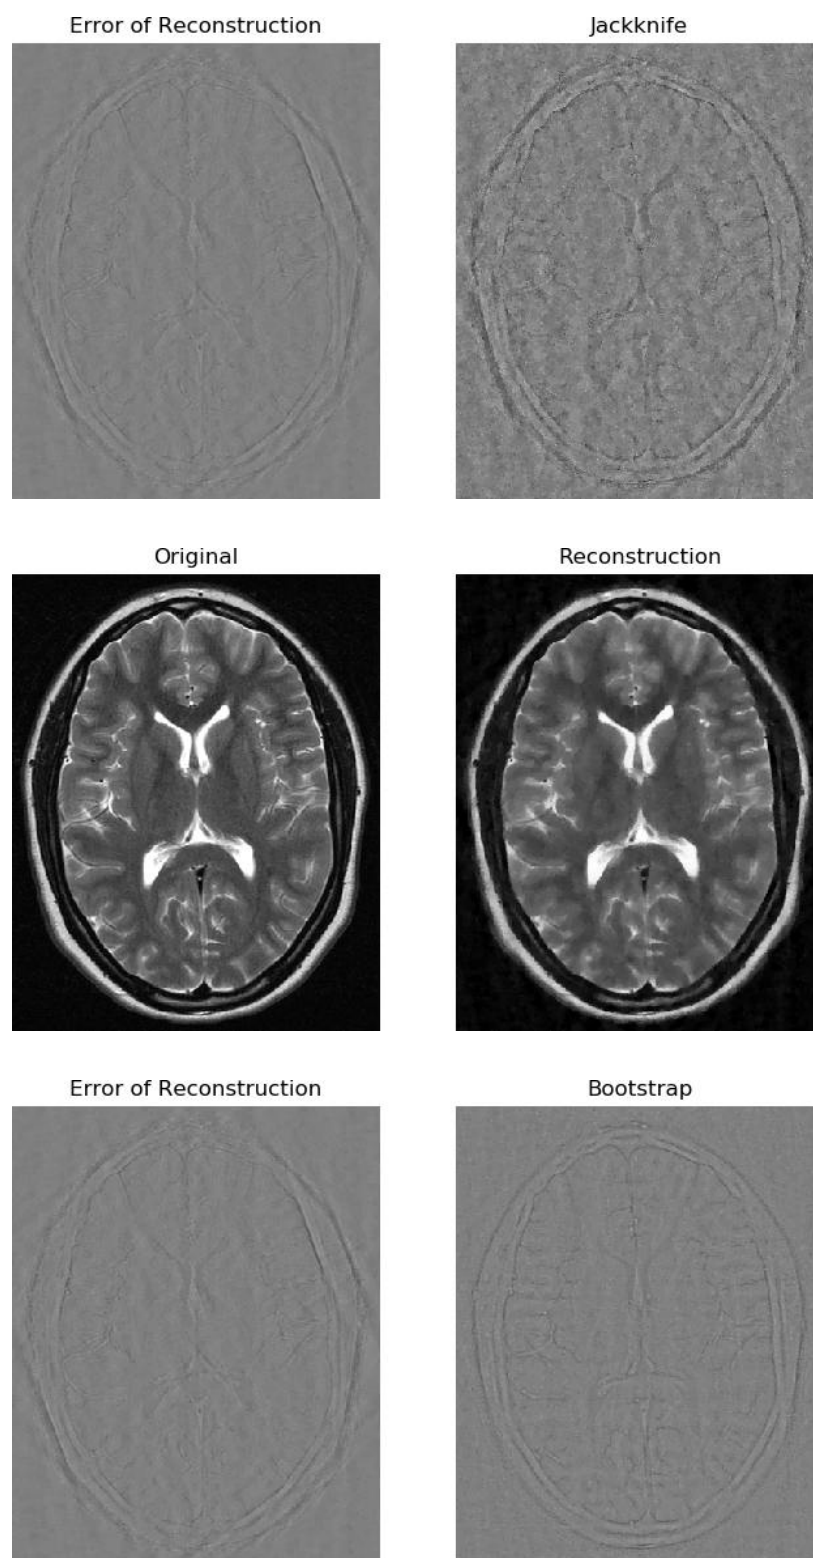 Error of Reconstruction
Jackknife
Original
Reconstruction
Error of Reconstruction
Bootstrap